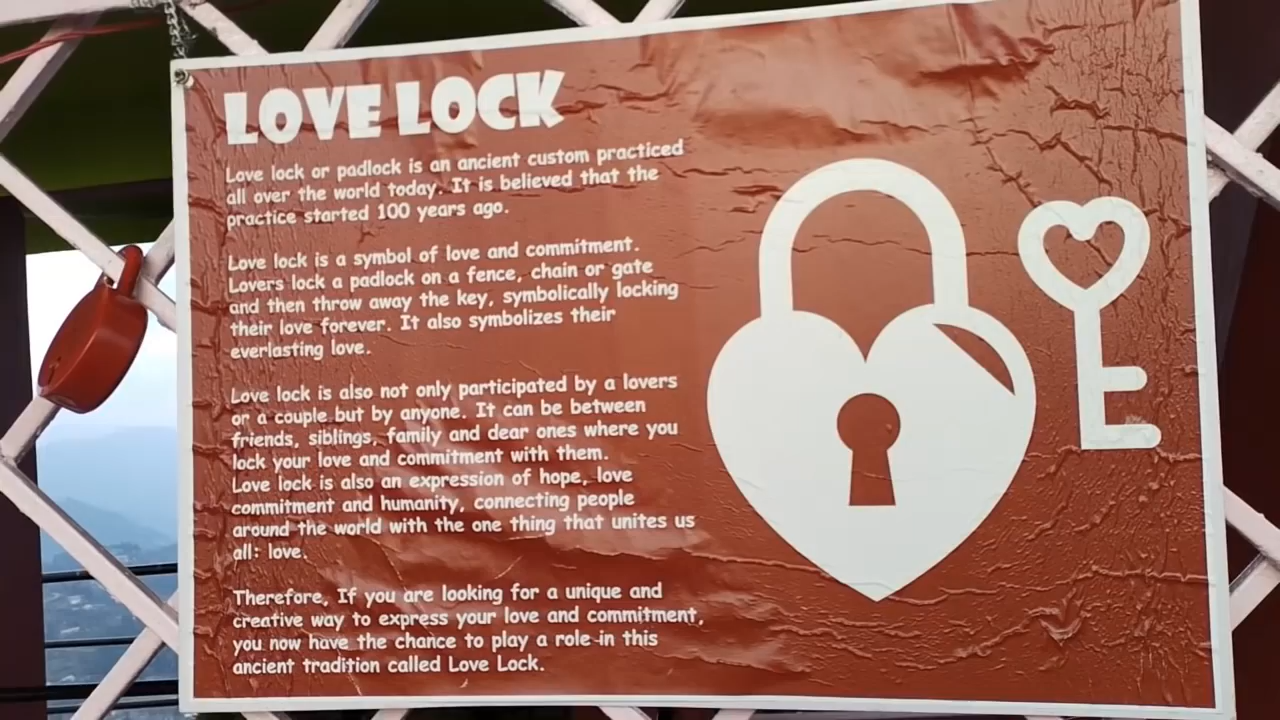 LOVE LOCK
Love lock or padlock is an ancient custom practiced
all over the world today. It is believed that the
practice started 100 years ago.
Love lock is a symbol of love and commitment.
Lovers lock a padlock on a fence, chain or gate
and then throw away the key, symbolically locking
their love forever. It also symbolizes their
everlasting love.
Love lock is also not only participated by a lovers
or a couple but by anyone. It can be between
friends, siblings, family and dear ones where you
lock your love and commitment with them.
Love lock is also an expression of hope, love
commitment and humanity, connecting people
around the world with the one thing that unites us
all: love.
Therefore, If you are looking for a unique and
creative way to express your love and commitment,
you now have the chance to play a role in this
ancient tradition called Love Lock.